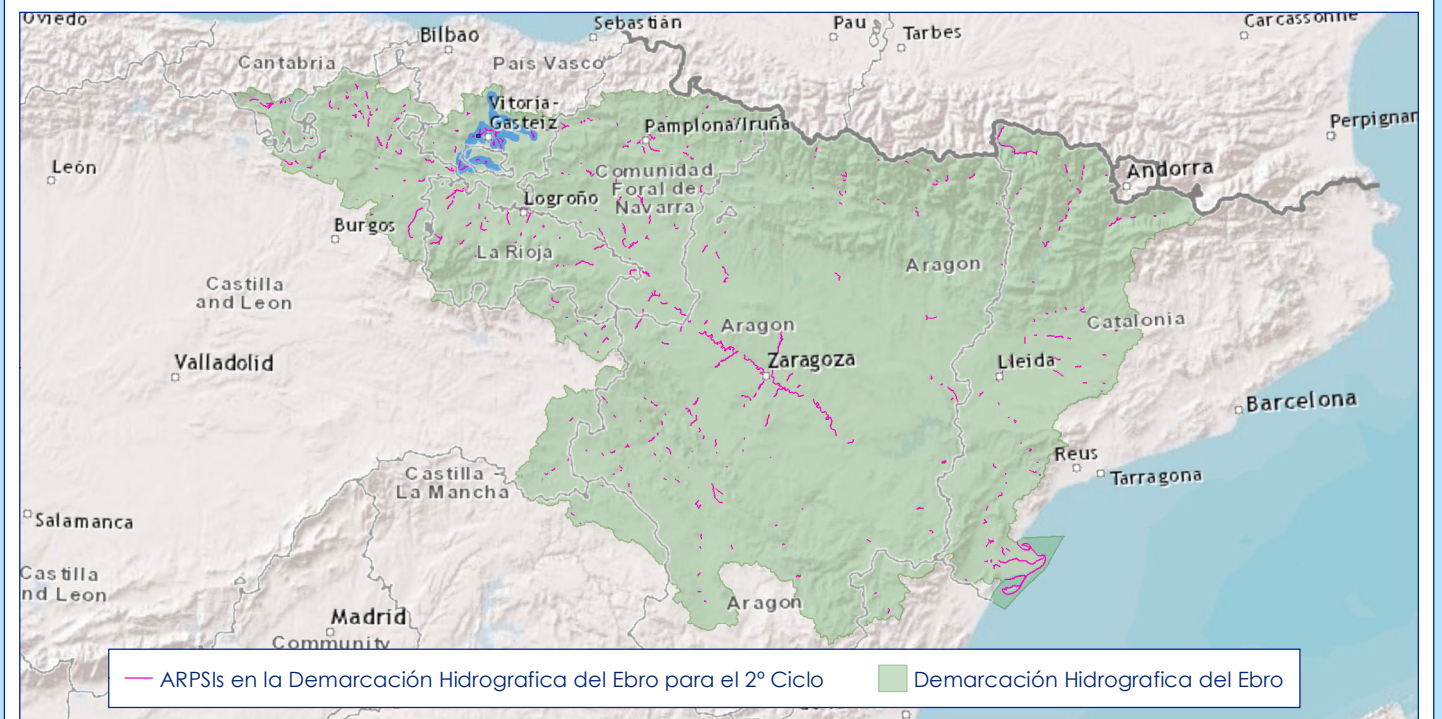 Oviedo
Sebastián
Pau
Tarbes
Carcassonne
Bilbao
Cantabria
País Vasco
Vitoria-
Gasteiz
Pamplona/Iruña
Perpignan
León
Andorra
Comunidad
Foral de
Navarra
Logroño
Burgos
La Rioja
Aragon
Castilla
and Leon
Aragon
Catalonia
Valladolid
Zaragoza
Lleida
Barcelona
Reus
Castilla -
La Mancha
Tarragona
Salamanca
Castilla
nd Leon
Aragon
Madrid
Community
ARPSIs en la Demarcación Hidrografica del Ebro para el 2º Ciclo
Demarcación Hidrografica del Ebro